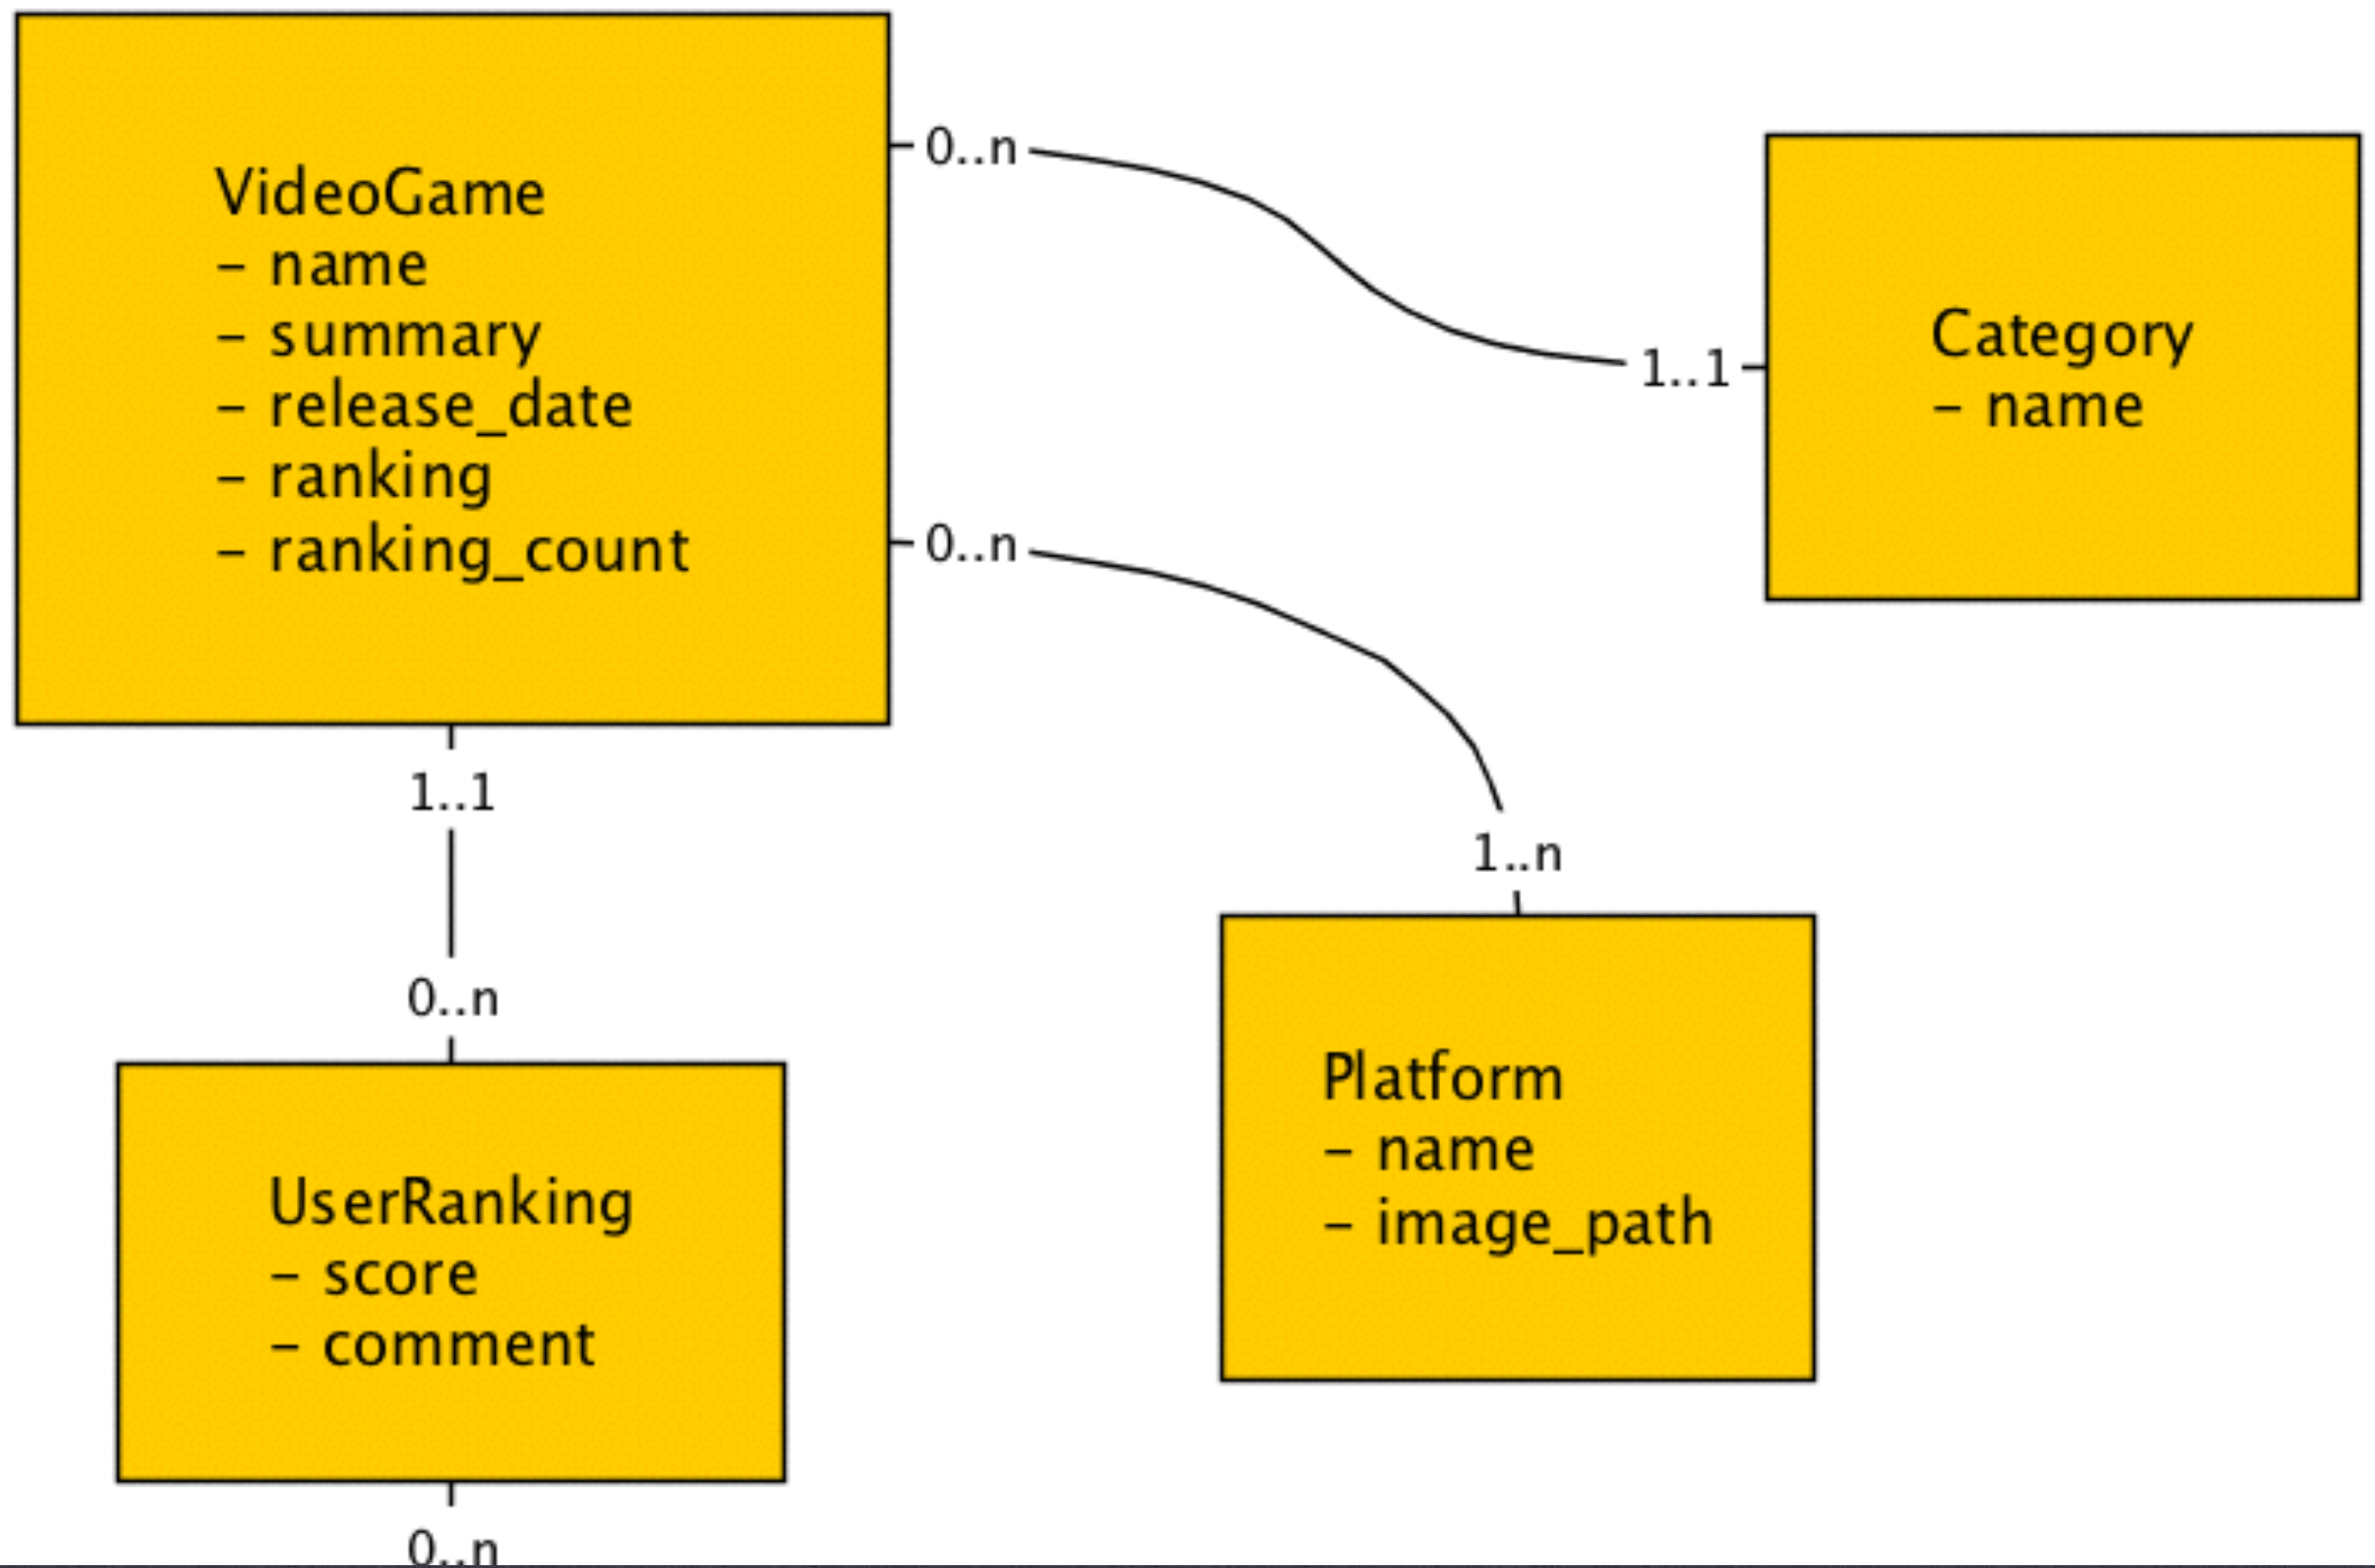 VideoGame
- name
- summary
- release_date
- ranking
- ranking_count
0..n
1..1
Category
- name
0..n
1..n
Platform
- name
- image_path
1..1
0..n
UserRanking
- score
- comment
0..n